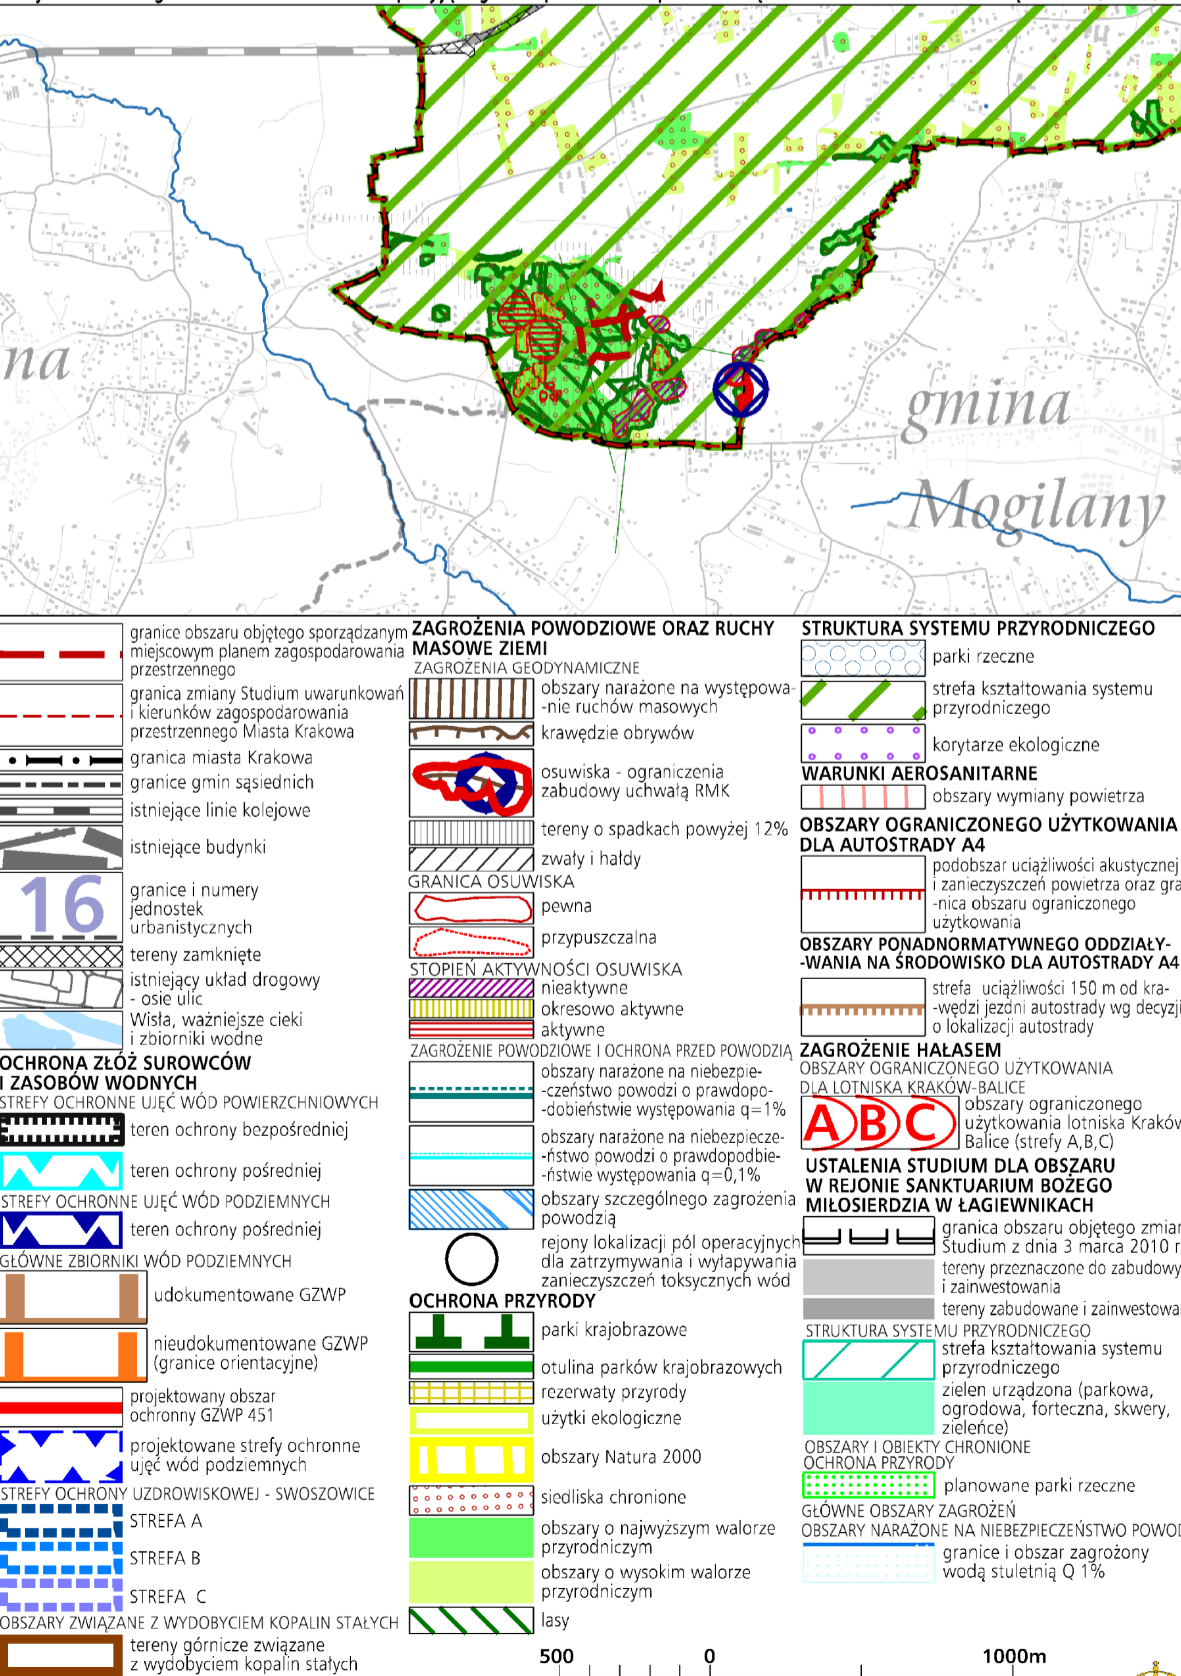 na
gmina
Mogilany
granice obszaru objętego sporządzanym
miejscowym planem zagospodarowania
przestrzennego
granica zmiany Studium uwarunkowań
i kierunków zagospodarowania
przestrzennego Miasta Krakowa
granica miasta Krakowa
granice gmin sąsiednich
istniejące linie kolejowe
istniejące budynki
16
granice i numery
jednostek
urbanistycznych
tereny zamknięte
istniejący układ drogowy
- osie ulic
Wisła, ważniejsze cieki
i zbiorniki wodne
OCHRONA ZŁÓŻ SUROWCÓW
I ZASOBÓW WODNYCH
STREFY OCHRONNE UJĘĆ WÓD POWIERZCHNIOWYCH
teren ochrony bezpośredniej
teren ochrony pośredniej
STREFY OCHRONNE UJĘĆ WÓD PODZIEMNYCH
teren ochrony pośredniej
GŁÓWNE ZBIORNIKI WÓD PODZIEMNYCH
udokumentowane GZWP
nieudokumentowane GZWP
(granice orientacyjne)
projektowany obszar
ochronny GZWP 451
projektowane strefy ochronne
ujęć wód podziemnych
STREFY OCHRONY UZDROWISKOWEJ - SWOSZOWICE
STREFA A
STREFA B
STREFA C
OBSZARY ZWIĄZANE Z WYDOBYCIEM KOPALIN STAŁYCH
tereny górnicze związane
z wydobyciem kopalin stałych
ZAGROŻENIA POWODZIOWE ORAZ RUCHY
MASOWE ZIEMI
ZAGROŻENIA GEODYNAMICZNE
obszary narażone na występowa-
-nie ruchów masowych
krawędzie obrywów
osuwiska - ograniczenia
zabudowy uchwałą RMK
tereny o spadkach powyżej 12%
zwały i hałdy
GRANICA OSUWISKA
pewna
przypuszczalna
STOPIEŃ AKTYWNOŚCI OSUWISKA
nieaktywne
okresowo aktywne
aktywne
ZAGROŻENIE POWODZIOWE I OCHRONA PRZED POWODZIĄ
obszary narażone na niebezpie-
-czeństwo powodzi o prawdopo-
-dobieństwie występowania q=1%
obszary narażone na niebezpiecze-
-ństwo powodzi o prawdopodbie-
-ństwie występowania q=0,1%
obszary szczególnego zagrożenia
powodzią
rejony lokalizacji pól operacyjnych
dla zatrzymywania i wyłapywania
zanieczyszczeń toksycznych wód
OCHRONA PRZYRODY
parki krajobrazowe
otulina parków krajobrazowych
rezerwaty przyrody
użytki ekologiczne
obszary Natura 2000
siedliska chronione
obszary o najwyższym walorze
przyrodniczym
obszary o wysokim walorze
przyrodniczym
lasy
STRUKTURA SYSTEMU PRZYRODNICZEGO
parki rzeczne
strefa kształtowania systemu
przyrodniczego
korytarze ekologiczne
WARUNKI AEROSANITARNE
obszary wymiany powietrza
OBSZARY OGRANICZONEGO UŻYTKOWANIA
DLA AUTOSTRADY A4
podobszar uciążliwości akustycznej
i zanieczyszczeń powietrza oraz gra
-nica obszaru ograniczonego
użytkowania
OBSZARY PONADNORMATYWNEGO ODDZIAŁY-
-WANIA NA ŚRODOWISKO DLA AUTOSTRADY A4
strefa uciążliwości 150 m od kra-
-wędzi jezdni autostrady wg decyzji
o lokalizacji autostrady
ZAGROŻENIE HAŁASEM
OBSZARY OGRANICZONEGO UŻYTKOWANIA
DLA LOTNISKA KRAKÓW-BALICE
A B C
obszary ograniczonego
użytkowania lotniska Kraków
Balice (strefy A,B,C)
USTALENIA STUDIUM DLA OBSZARU
W REJONIE SANKTUARIUM BOŻEGO
MIŁOSIERDZIA W ŁAGIEWNIKACH
granica obszaru objętego zmian
Studium z dnia 3 marca 2010 r
tereny przeznaczone do zabudowy
i zainwestowania
tereny zabudowane i zainwestowa
STRUKTURA SYSTEMU PRZYRODNICZEGO
strefa kształtowania systemu
przyrodniczego
zielen urządzona (parkowa,
ogrodowa, forteczna, skwery,
zieleńce)
OBSZARY I OBIEKTY CHRONIONE
OCHRONA PRZYRODY
planowane parki rzeczne
GŁÓWNE OBSZARY ZAGROŻEŃ
OBSZARY NARAŻONE NA NIEBEZPIECZEŃSTWO POWOD
granice i obszar zagrożony
wodą stuletnią Q 1%
500 0 1000m